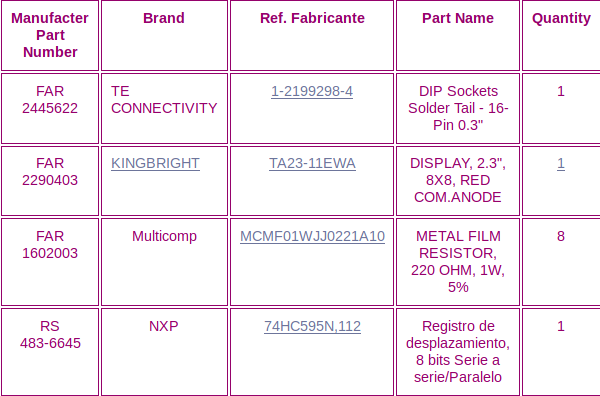 Manufacter
Part
Number
Brand
Ref. Fabricante
Part Name
Quantity
FAR
2445622
TE
CONNECTIVITY
1-2199298-4
DIP Sockets
Solder Tail - 16-
Pin 0.3"
1
FAR
2290403
KINGBRIGHT
TA23-11EWA
DISPLAY, 2.3",
8X8, RED
COM.ANODE
1
FAR
1602003
Multicomp
MCMF01WJJ0221A10
METAL FILM
RESISTOR,
220 OHM, 1W,
5%
8
RS
483-6645
NXP
74HC595N,112
Registro de
desplazamiento,
8 bits Serie a
serie/Paralelo
1